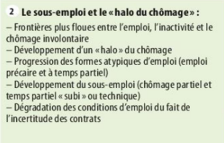 2 Le sous-emploi et le «halo du chômage» :
– Frontières plus floues entre l'emploi, l'inactivité et le
chômage involontaire
– Développement d'un «halo» du chômage
– Progression des formes atypiques d'emploi (emploi
précaire et à temps partiel)
– Développement du sous-emploi (chômage partiel et
temps partiel «subi» ou technique)
– Dégradation des conditions d'emploi du fait de
l'incertitude des contrats